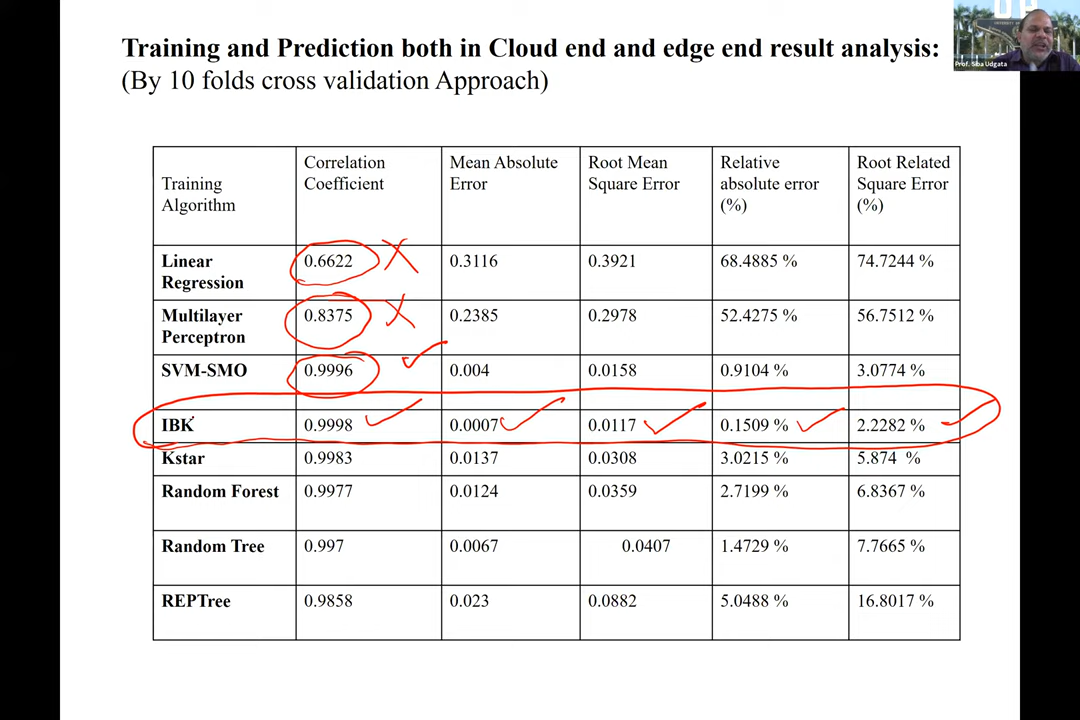 Training and Prediction both in Cloud end and edge end result analysis:
(By 10 folds cross validation Approach)
Prof. Siba Udgata
Training Algorithm Correlation Coefficient Mean Absolute Error Root Mean Square Error Relative absolute error (%) Root Related Square Error (%)
Linear Regression 0.6622 0.3116 0.3921 68.4885 % 74.7244 %
Multilayer Perceptron 0.8375 0.2385 0.2978 52.4275 % 56.7512 %
SVM-SMO 0.9996 0.004 0.0158 0.9104 % 3.0774 %
IBK 0.9998 0.0007 0.0117 0.1509 % 2.2282 %
Kstar 0.9983 0.0137 0.0308 3.0215 % 5.874 %
Random Forest 0.9977 0.0124 0.0359 2.7199 % 6.8367 %
Random Tree 0.997 0.0067 0.0407 1.4729 % 7.7665 %
REPTree 0.9858 0.023 0.0882 5.0488 % 16.8017 %